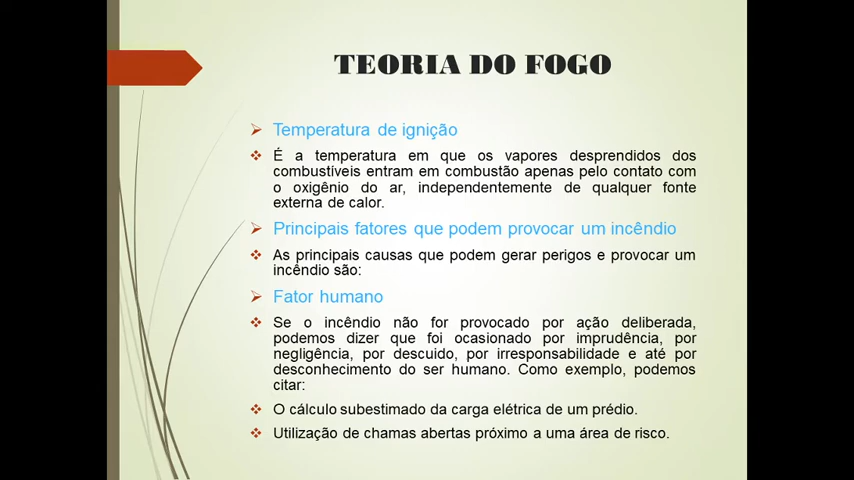 TEORIA DO FOGO
Temperatura de ignição
É a temperatura em que os vapores desprendidos dos
combustíveis entram em combustão apenas pelo contato com
o oxigênio do ar, independentemente de qualquer fonte
externa de calor.
Principais fatores que podem provocar um incêndio
As principais causas que podem gerar perigos e provocar um
incêndio são:
Fator humano
Se o incêndio não for provocado por ação deliberada,
podemos dizer que foi ocasionado por imprudência, por
negligência, por descuido, por irresponsabilidade e até por
desconhecimento do ser humano. Como exemplo, podemos
citar:
O cálculo subestimado da carga elétrica de um prédio.
Utilização de chamas abertas próximo a uma área de risco.